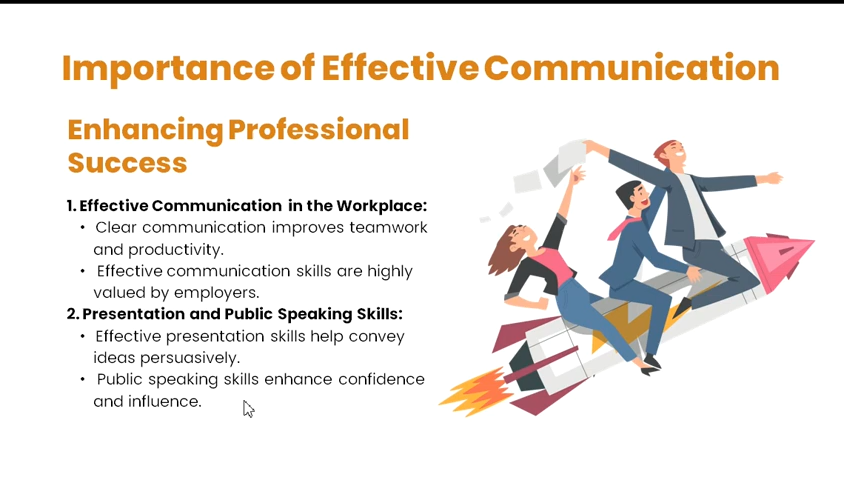 Importance of Effective Communication
Enhancing Professional
Success
1. Effective Communication in the Workplace:
• Clear communication improves teamwork
and productivity.
• Effective communication skills are highly
valued by employers.
2. Presentation and Public Speaking Skills:
• Effective presentation skills help convey
ideas persuasively.
• Public speaking skills enhance confidence
and influence.